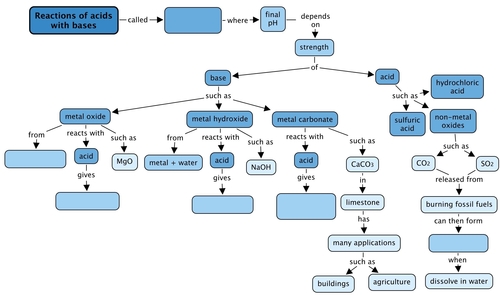 Reactions of acids
with bases
called
where
final
pH
depends
on
strength
of
base
acid
such as
such as
hydrochloric
acid
sulfuric
acid
non-metal
oxides
metal oxide
metal hydroxide
metal carbonate
from
reacts with
such as
from
reacts with
such as
reacts with
such as
such as
acid
MgO
metal + water
acid
NaOH
acid
CaCO3
CO2
SO2
gives
gives
gives
in
released from
limestone
burning fossil fuels
has
can then form
many applications
such as
when
buildings
agriculture
dissolve in water